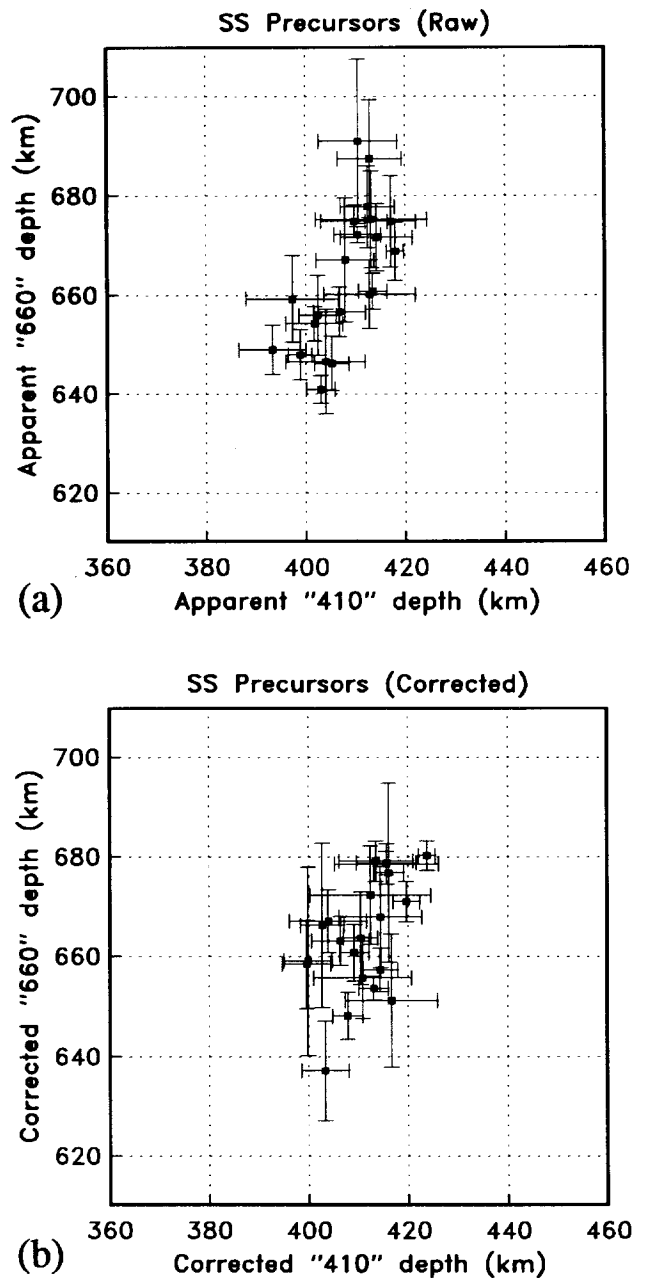 SS Precursors (Raw)
Apparent "660" depth (km)
700
680
660
640
620
360 380 400 420 440 460
(a)
Apparent "410" depth (km)
SS Precursors (Corrected)
Corrected "660" depth (km)
700
680
660
640
620
360 380 400 420 440 460
(b)
Corrected "410" depth (km)